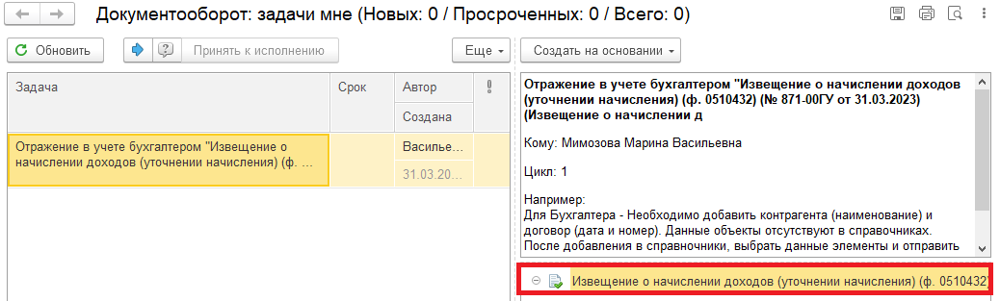 Документооборот: задачи мне (Новых: 0 / Просроченных: 0 / Всего: 0)
Обновить
Принять к исполнению
Еще
Создать на основании
Задача
Срок
Автор
Создана
Отражение в учете бухгалтером "Извещение о
начислении доходов (уточнении начисления) (ф. ...
Василье...
31.03.20...
Отражение в учете бухгалтером "Извещение о начислении доходов
(уточнении начисления) (ф. 0510432) (№ 871-00ГУ от 31.03.2023)
(Извещение о начислении д
Кому: Мимозова Марина Васильевна
Цикл: 1
Например:
Для Бухгалтера - Необходимо добавить контрагента (наименование) и
договор (дата и номер). Данные объекты отсутствуют в справочниках.
После добавления в справочники, выбрать данные элементы и отправить
Извещение о начислении доходов (уточнении начисления) (ф. 0510432)